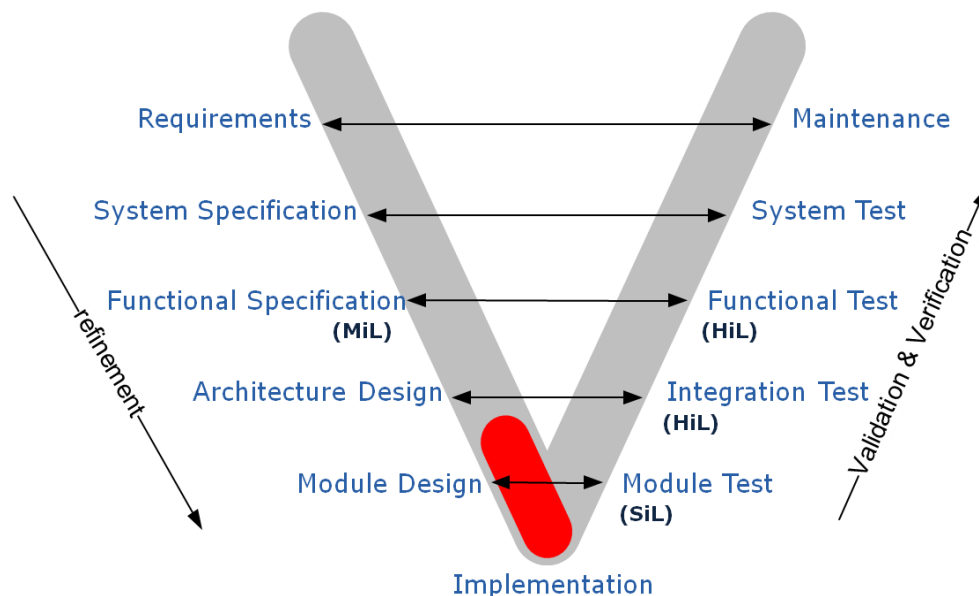 Requirements
Maintenance
System Specification
System Test
Functional Specification
(MiL)
Functional Test
(HiL)
Architecture Design
Integration Test
(HiL)
Module Design
Module Test
(SiL)
Implementation
refinement
Validation & Verification